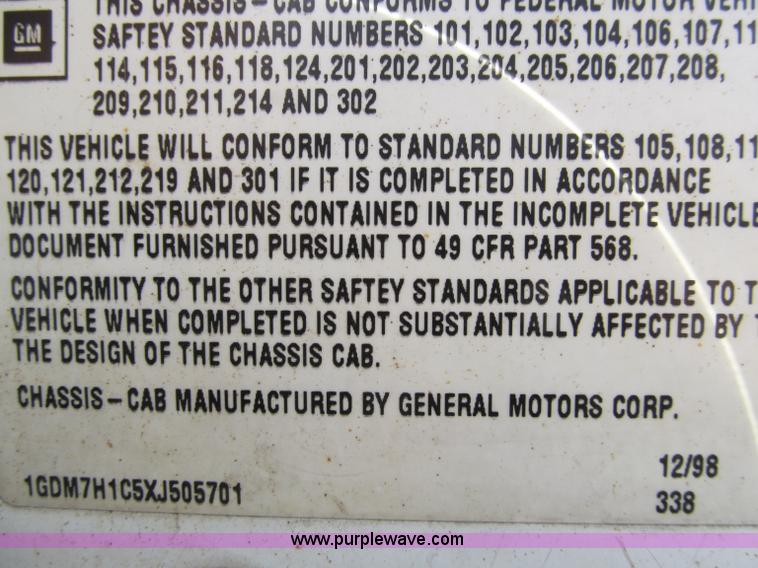 THIS CHASSIS-CAB CONFORMS TO FEDERAL MOTOR
GM SAFTEY STANDARD NUMBERS 101,102,103,104,106,107,
114,115,116,118,124,201,202,203,204,205,206,207,208,
209,210,211,214 AND 302
THIS VEHICLE WILL CONFORM TO STANDARD NUMBERS 105,108,
120,121,212,219 AND 301 IF IT IS COMPLETED IN ACCORDANCE
WITH THE INSTRUCTIONS CONTAINED IN THE INCOMPLETE VEHICLE
DOCUMENT FURNISHED PURSUANT TO 49 CFR PART 568.
CONFORMITY TO THE OTHER SAFTEY STANDARDS APPLICABLE TO
VEHICLE WHEN COMPLETED IS NOT SUBSTANTIALLY AFFECTED BY
THE DESIGN OF THE CHASSIS CAB.
CHASSIS-CAB MANUFACTURED BY GENERAL MOTORS CORP.
12/98
1GDM7H1C5XJ505701
338
www.purplewave.com